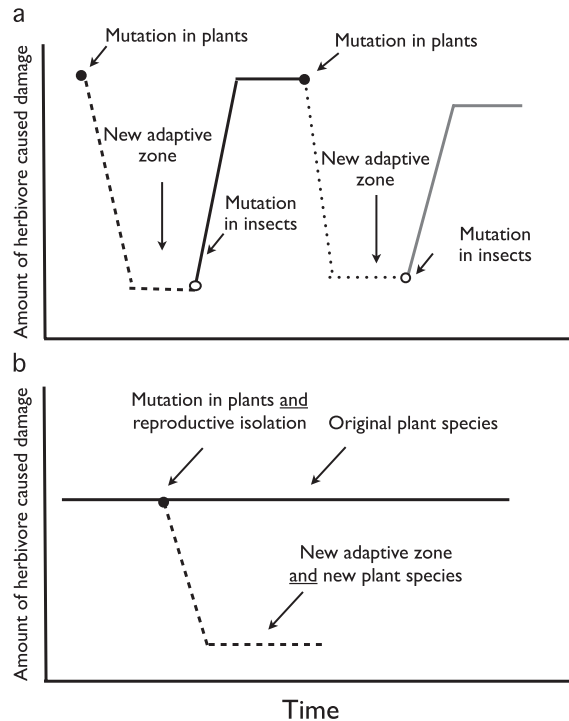 a
Amount of herbivore caused damage
Mutation in plants
Mutation in plants
New adaptive
zone
New adaptive
zone
Mutation
in insects
Mutation
in insects
b
Amount of herbivore caused damage
Mutation in plants and
reproductive isolation
Original plant species
New adaptive zone
and new plant species
Time